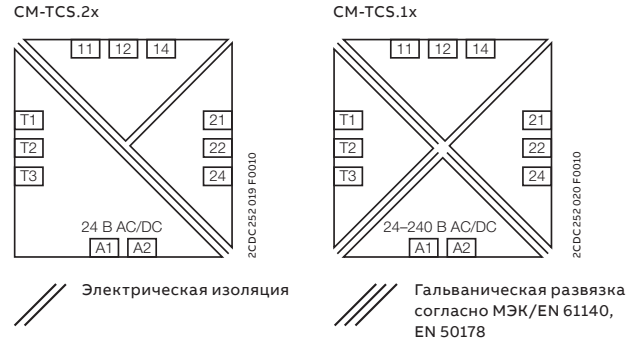 CM-TCS.2x
CM-TCS.1x
11 12 14
11 12 14
T1
T2
T3
21
22
24
T1
T2
T3
21
22
24
24 В AC/DC
A1 A2
24–240 В AC/DC
A1 A2
2CDC 252 019 F0010
2CDC 252 020 F0010
Электрическая изоляция
Гальваническая развязка
согласно МЭК/EN 61140,
EN 50178